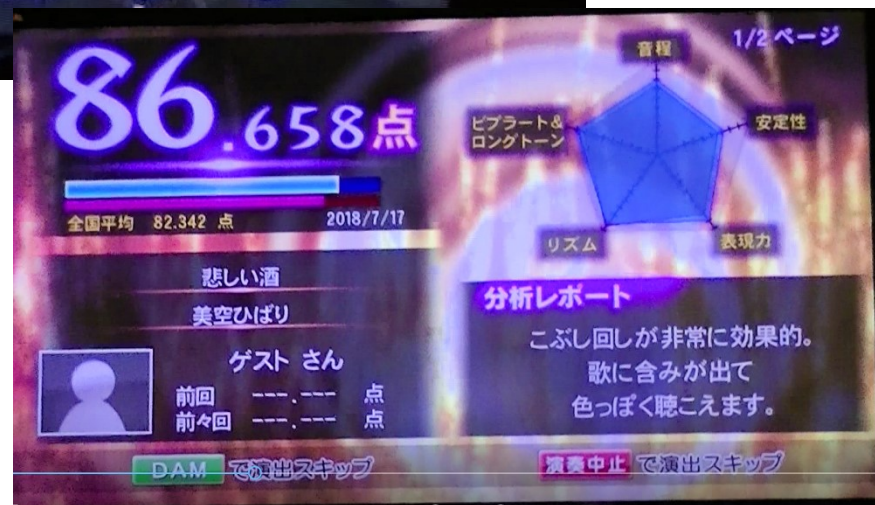 86.658点
全国平均 82.342 点 2018/7/17
悲しい酒
美空ひばり
ゲスト さん
前回 ---.--- 点
前々回 ---.--- 点
DAM で演出スキップ
1/2 ページ
音程
ビブラート&
ロングトーン
安定性
リズム
表現力
分析レポート
こぶし回しが非常に効果的。
歌に含みが出て
色っぽく聴こえます。
演奏中止 で演出スキップ